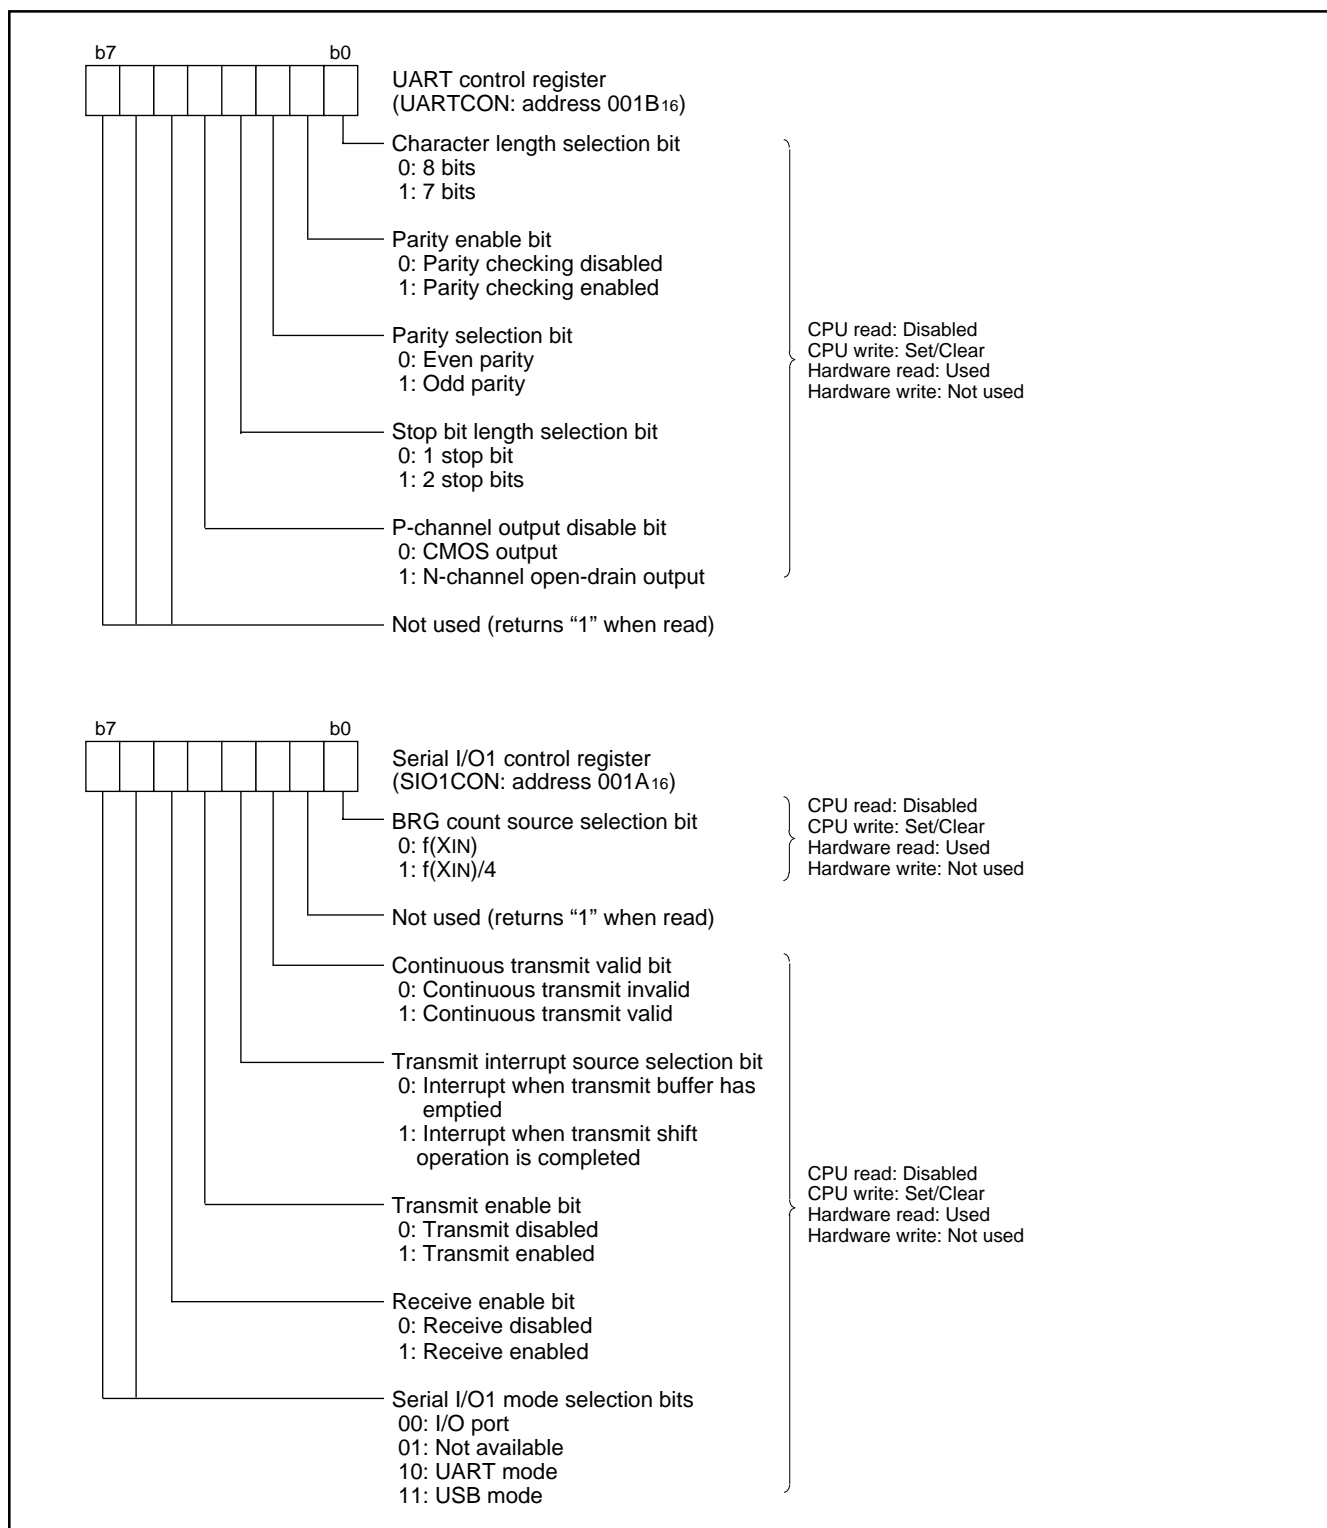 b7 b0
UART control register
(UARTCON: address 001B16)
Character length selection bit
0: 8 bits
1: 7 bits
Parity enable bit
0: Parity checking disabled
1: Parity checking enabled
Parity selection bit
0: Even parity
1: Odd parity
Stop bit length selection bit
0: 1 stop bit
1: 2 stop bits
P-channel output disable bit
0: CMOS output
1: N-channel open-drain output
CPU read: Disabled
CPU write: Set/Clear
Hardware read: Used
Hardware write: Not used
Not used (returns “1” when read)
b7 b0
Serial I/O1 control register
(SIO1CON: address 001A16)
BRG count source selection bit
0: f(XIN)
1: f(XIN)/4
CPU read: Disabled
CPU write: Set/Clear
Hardware read: Used
Hardware write: Not used
Not used (returns “1” when read)
Continuous transmit valid bit
0: Continuous transmit invalid
1: Continuous transmit valid
Transmit interrupt source selection bit
0: Interrupt when transmit buffer has
emptied
1: Interrupt when transmit shift
operation is completed
Transmit enable bit
0: Transmit disabled
1: Transmit enabled
Receive enable bit
0: Receive disabled
1: Receive enabled
Serial I/O1 mode selection bits
00: I/O port
01: Not available
10: UART mode
11: USB mode
CPU read: Disabled
CPU write: Set/Clear
Hardware read: Used
Hardware write: Not used